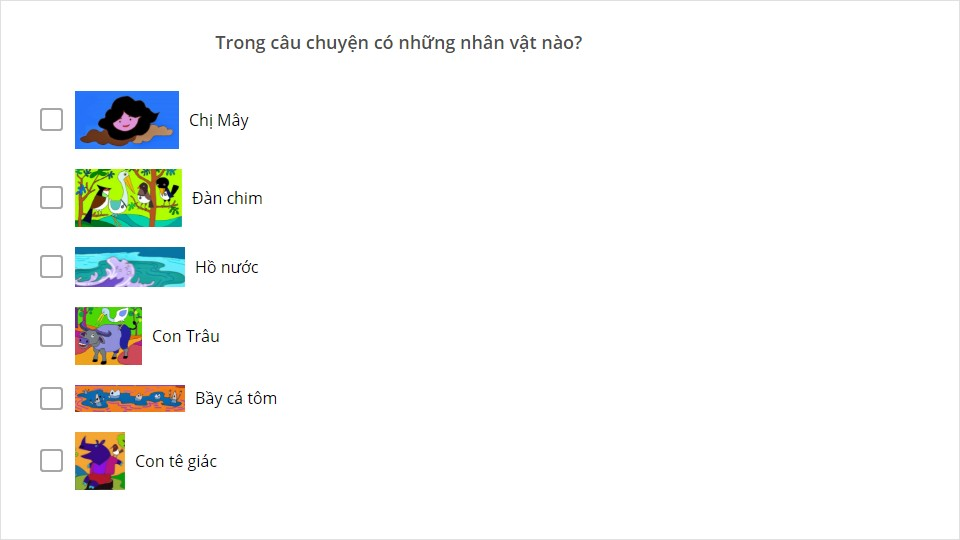 Trong câu chuyện có những nhân vật nào?
Chị Mây
Đàn chim
Hồ nước
Con Trâu
Bầy cá tôm
Con tê giác